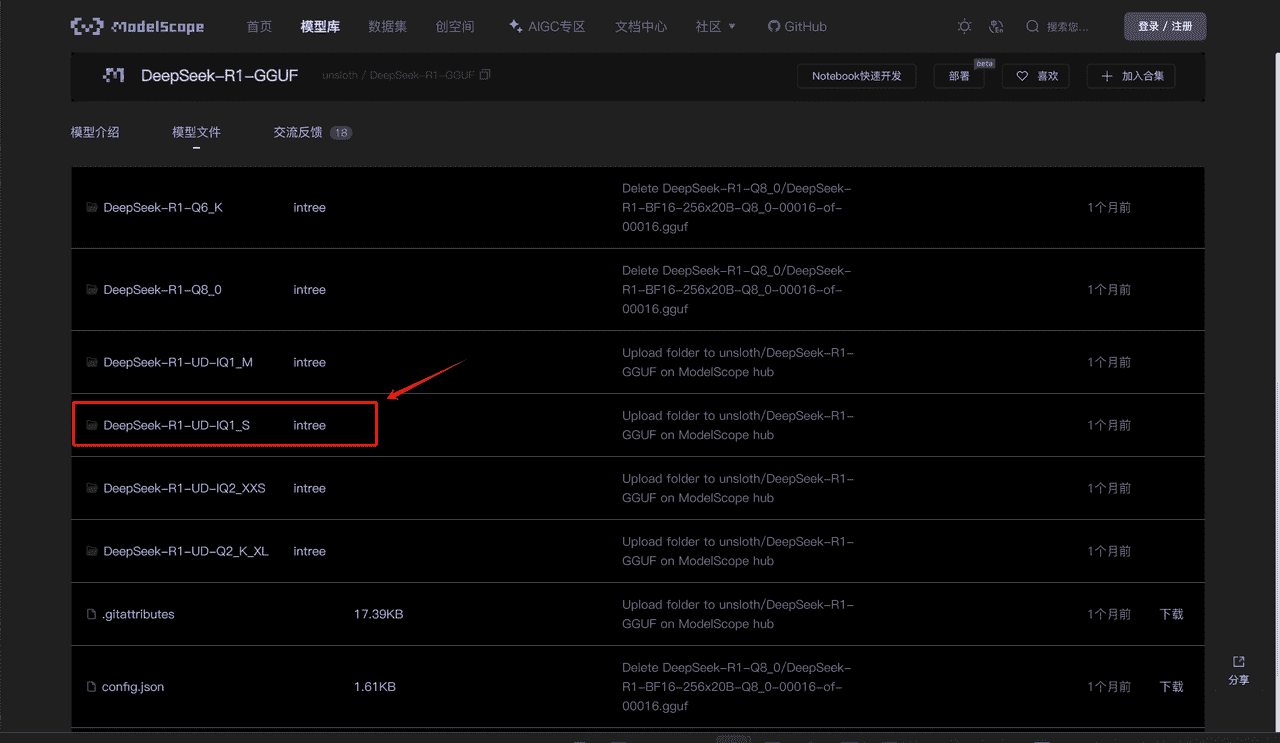 ModelScope 首页 模型库 数据集 创空间 AIGC专区 文档中心 社区 GitHub 搜索您... 登录 / 注册
DeepSeek-R1-GGUF unsloth / DeepSeek-R1-GGUF Notebook快速开发 部署 beta 喜欢 加入合集
模型介绍 模型文件 交流反馈 18
Delete DeepSeek-R1-Q8_0/DeepSeek-
DeepSeek-R1-Q6_K intree R1-BF16-256x20B-Q8_0-00016-of- 1个月前
00016.gguf
Delete DeepSeek-R1-Q8_0/DeepSeek-
DeepSeek-R1-Q8_0 intree R1-BF16-256x20B-Q8_0-00016-of- 1个月前
00016.gguf
Upload folder to unsloth/DeepSeek-R1-
DeepSeek-R1-UD-IQ1_M intree 1个月前
GGUF on ModelScope hub
Upload folder to unsloth/DeepSeek-R1-
DeepSeek-R1-UD-IQ1_S intree 1个月前
GGUF on ModelScope hub
Upload folder to unsloth/DeepSeek-R1-
DeepSeek-R1-UD-IQ2_XXS intree 1个月前
GGUF on ModelScope hub
Upload folder to unsloth/DeepSeek-R1-
DeepSeek-R1-UD-Q2_K_XL intree 1个月前
GGUF on ModelScope hub
Upload folder to unsloth/DeepSeek-R1-
.gitattributes 17.39KB 1个月前 下载
GGUF on ModelScope hub
Delete DeepSeek-R1-Q8_0/DeepSeek-
config.json 1.61KB R1-BF16-256x20B-Q8_0-00016-of- 1个月前 下载
00016.gguf
分享